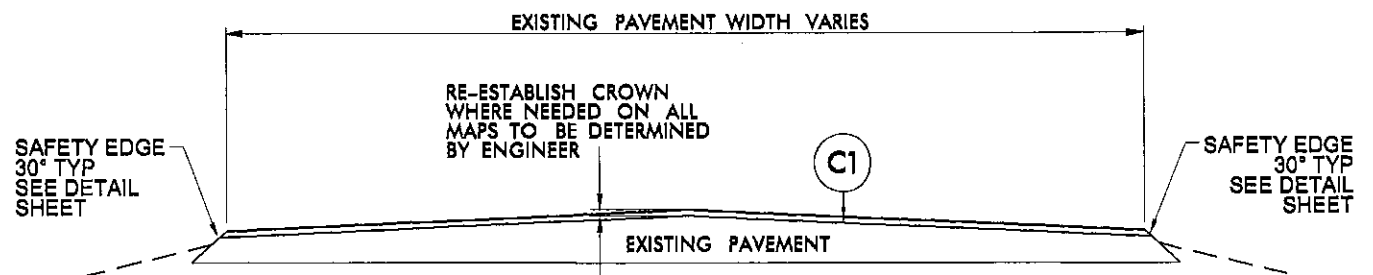 EXISTING PAVEMENT WIDTH VARIES
RE-ESTABLISH CROWN
WHERE NEEDED ON ALL
MAPS TO BE DETERMINED
BY ENGINEER
SAFETY EDGE
30° TYP
SEE DETAIL
SHEET
C1
SAFETY EDGE
30° TYP
SEE DETAIL
SHEET
EXISTING PAVEMENT